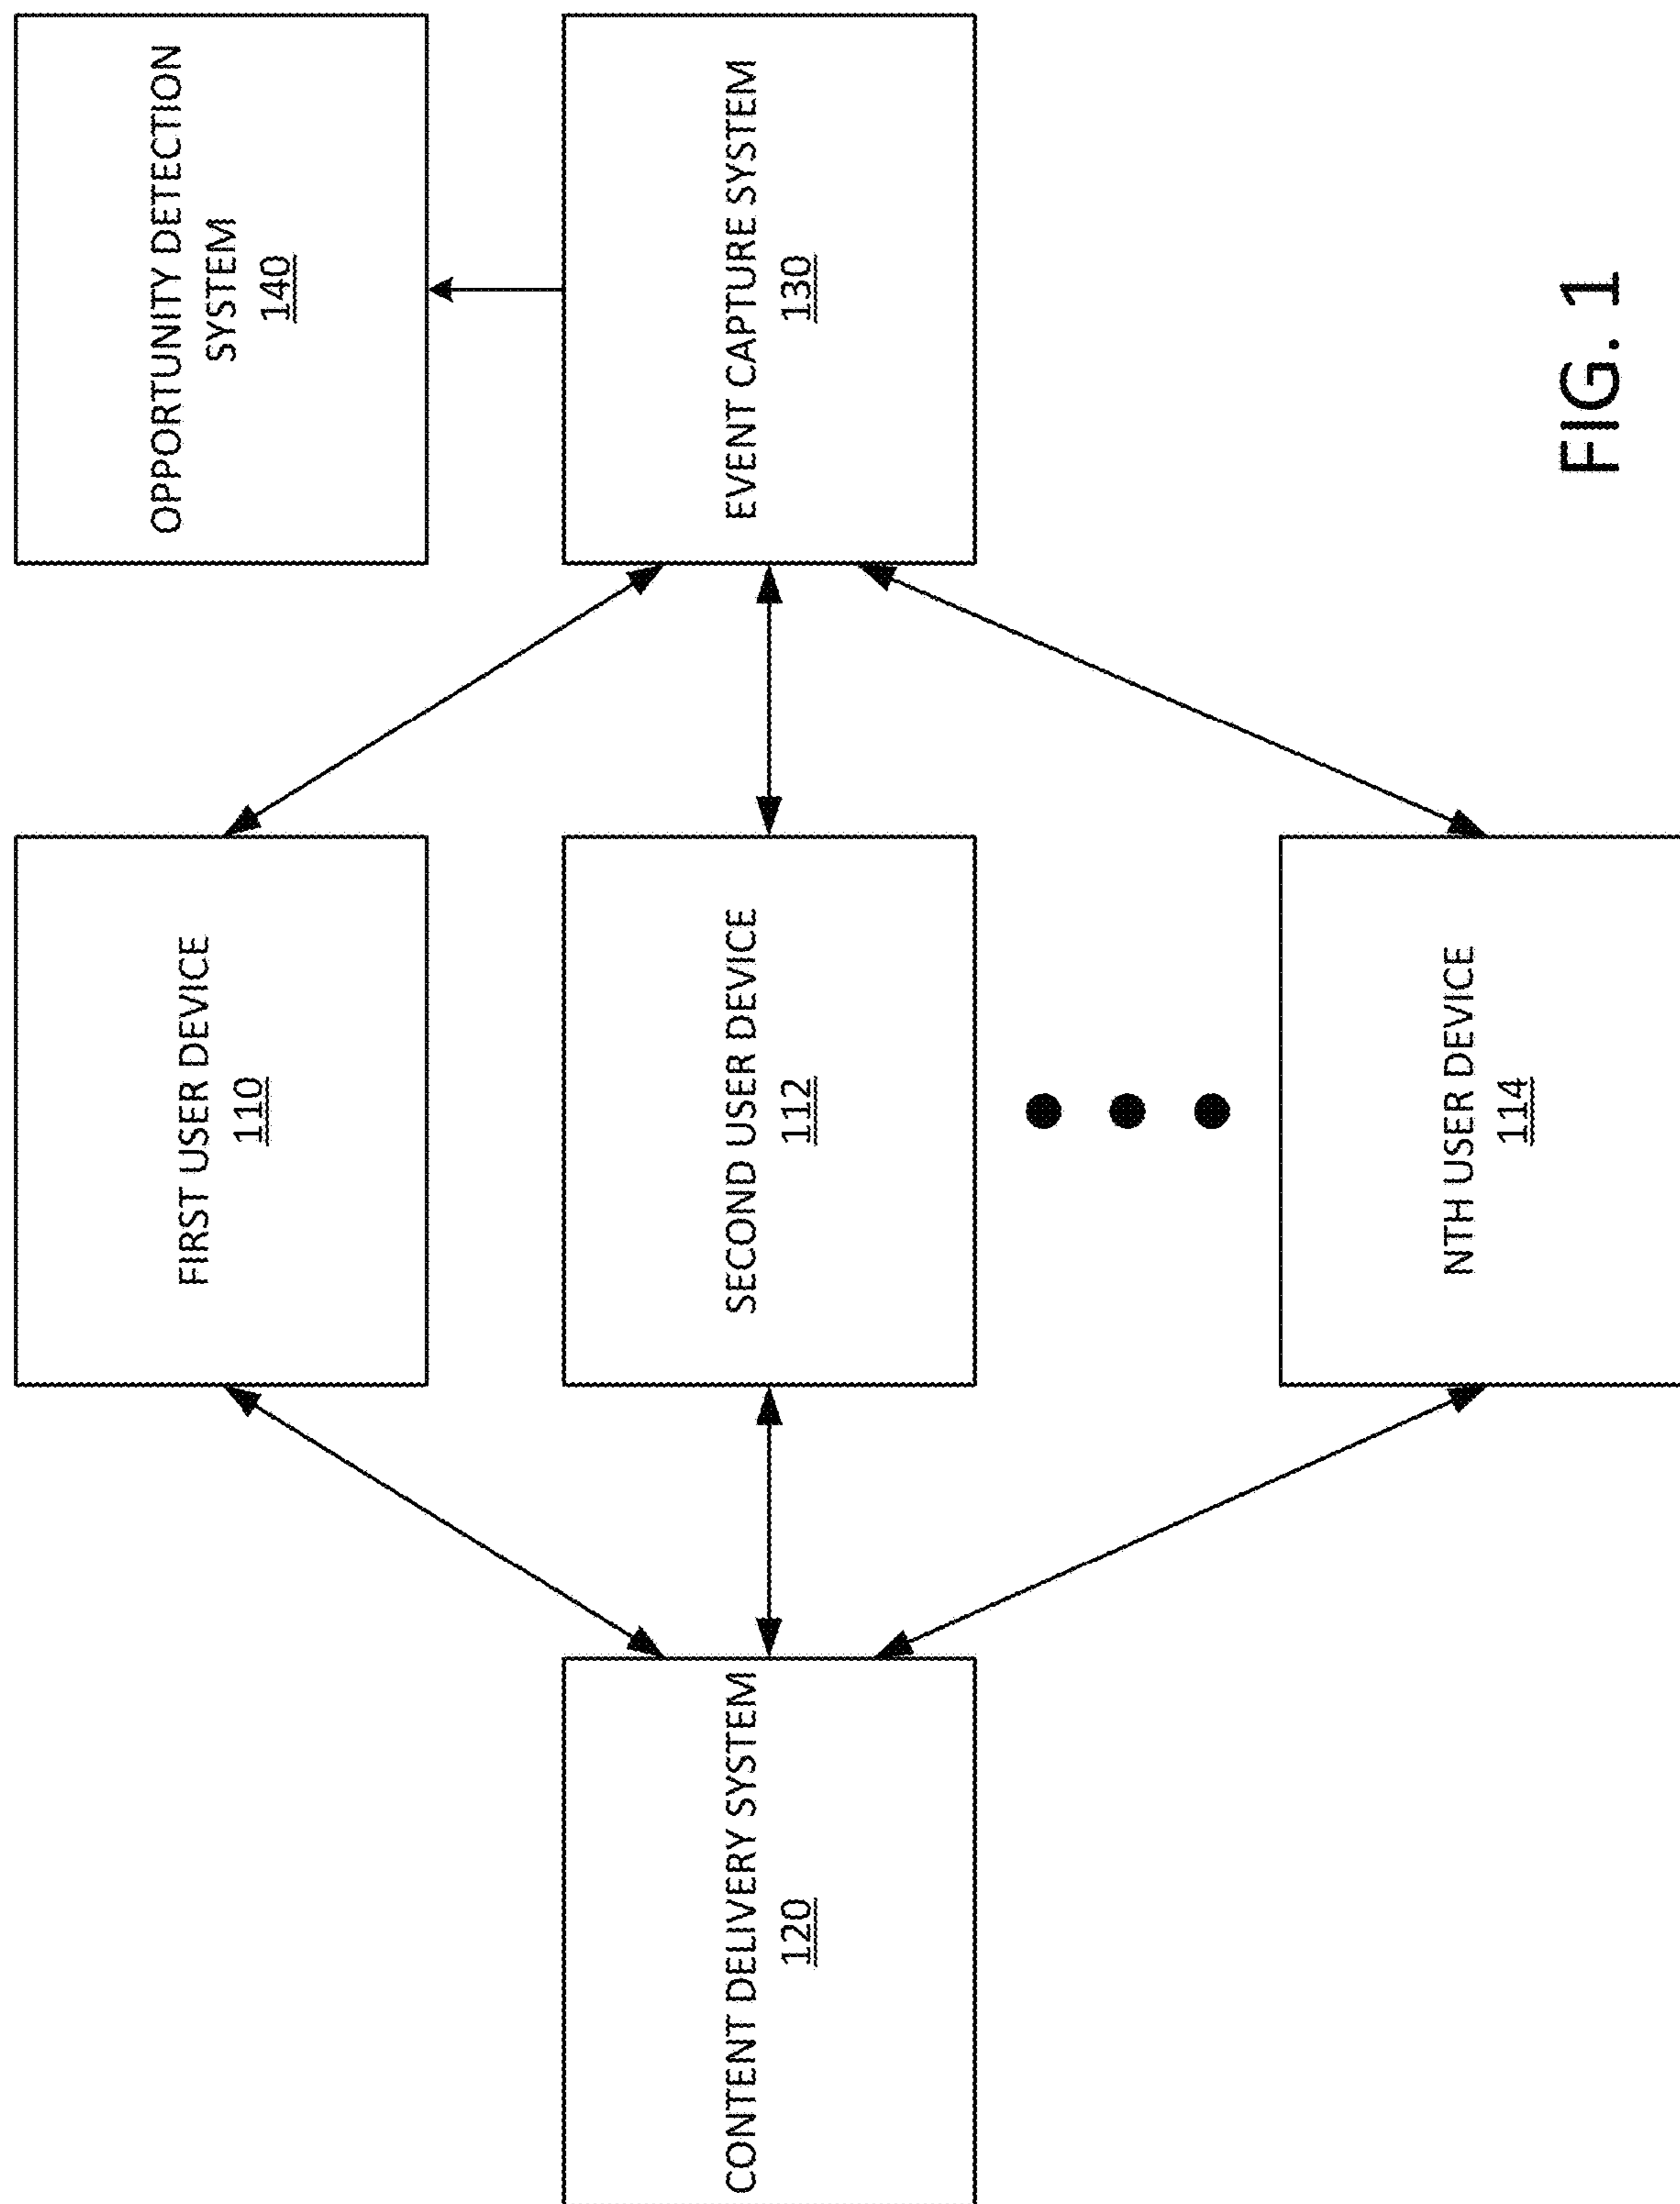 FIRST USER DEVICE
110
OPPORTUNITY DETECTION
SYSTEM
140
CONTENT DELIVERY SYSTEM
120
SECOND USER DEVICE
112
EVENT CAPTURE SYSTEM
130
NTH USER DEVICE
114
FIG. 1